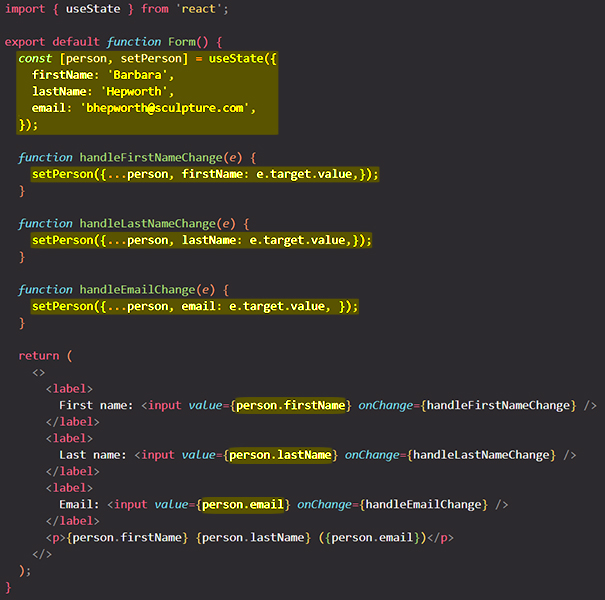 import { useState } from 'react';
export default function Form() {
const [person, setPerson] = useState({
firstName: 'Barbara',
lastName: 'Hepworth',
email: 'bhepworth@sculpture.com',
});
function handleFirstNameChange(e) {
setPerson({...person, firstName: e.target.value,});
}
function handleLastNameChange(e) {
setPerson({...person, lastName: e.target.value,});
}
function handleEmailChange(e) {
setPerson({...person, email: e.target.value, });
}
return (
<>
<label>
First name: <input value={person.firstName} onChange={handleFirstNameChange} />
</label>
<label>
Last name: <input value={person.lastName} onChange={handleLastNameChange} />
</label>
<label>
Email: <input value={person.email} onChange={handleEmailChange} />
</label>
<p>{person.firstName} {person.lastName} ({person.email})</p>
</>
);
}